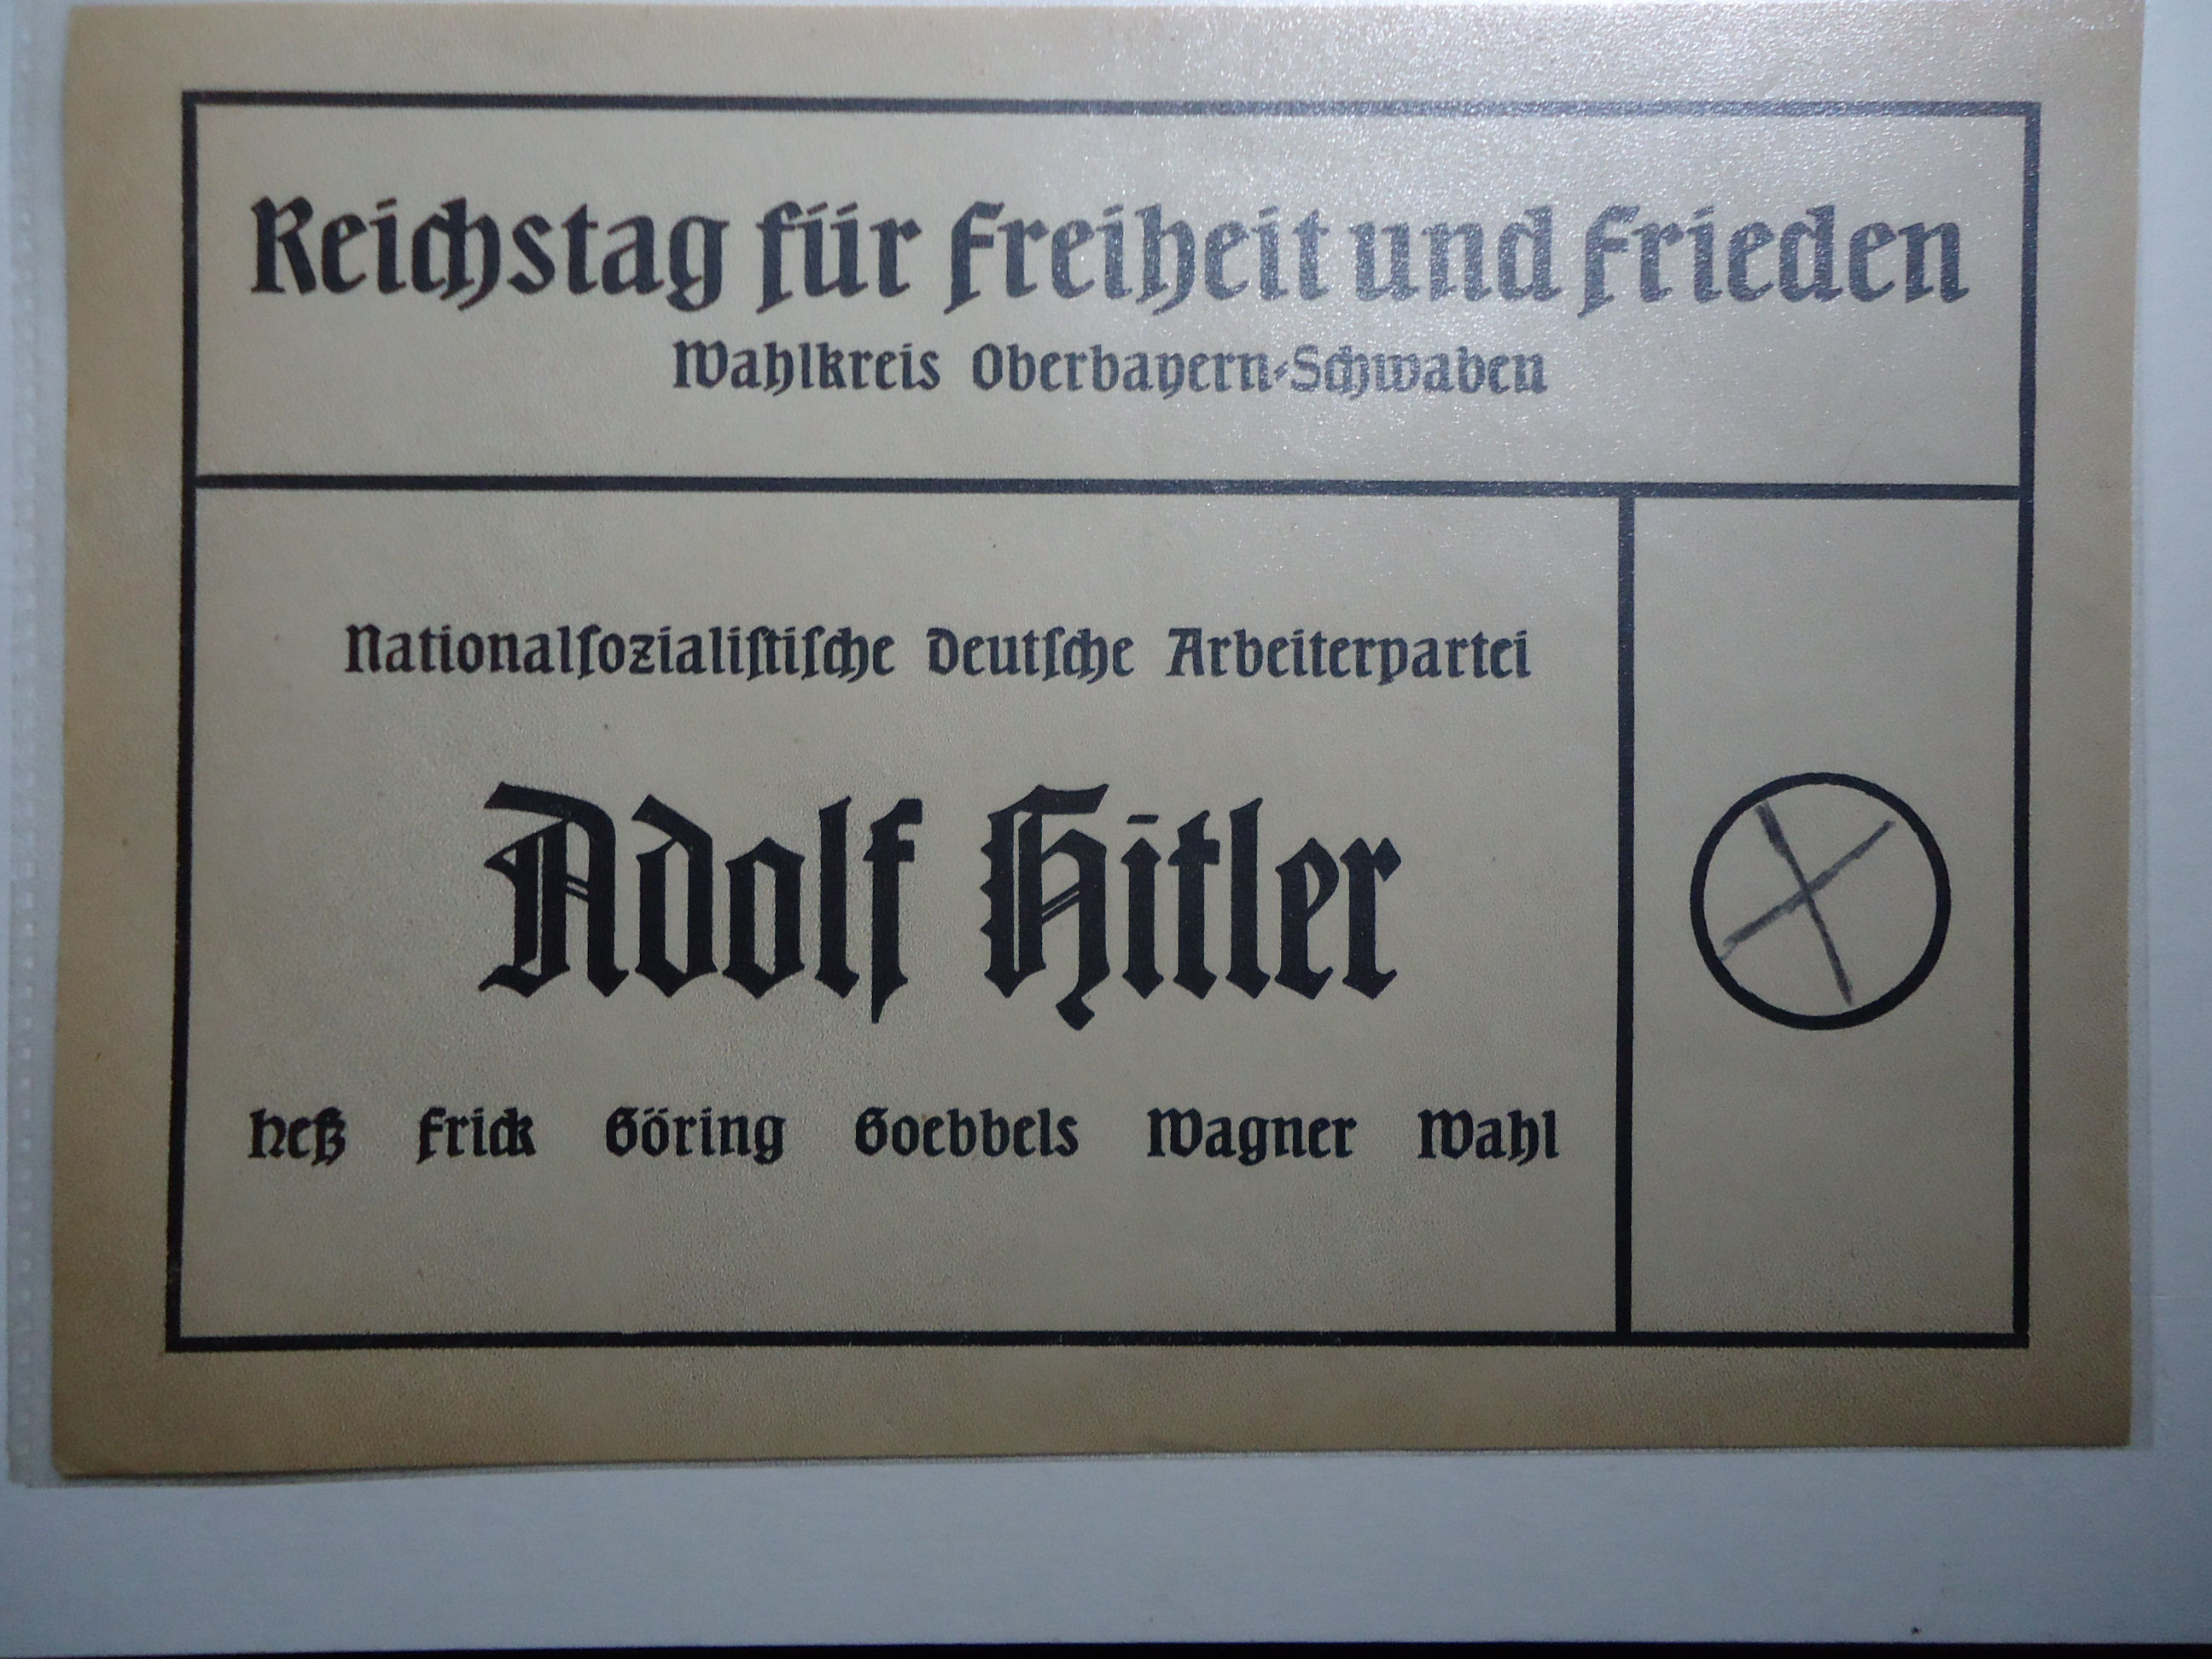 Reichstag für Freiheit und Frieden
Wahlkreis Oberbayern-Schwaben
Nationalſozialiſtiſche Deutſche Arbeiterpartei
Adolf Hitler
Heß Frick Göring Goebbels Wagner Wahl